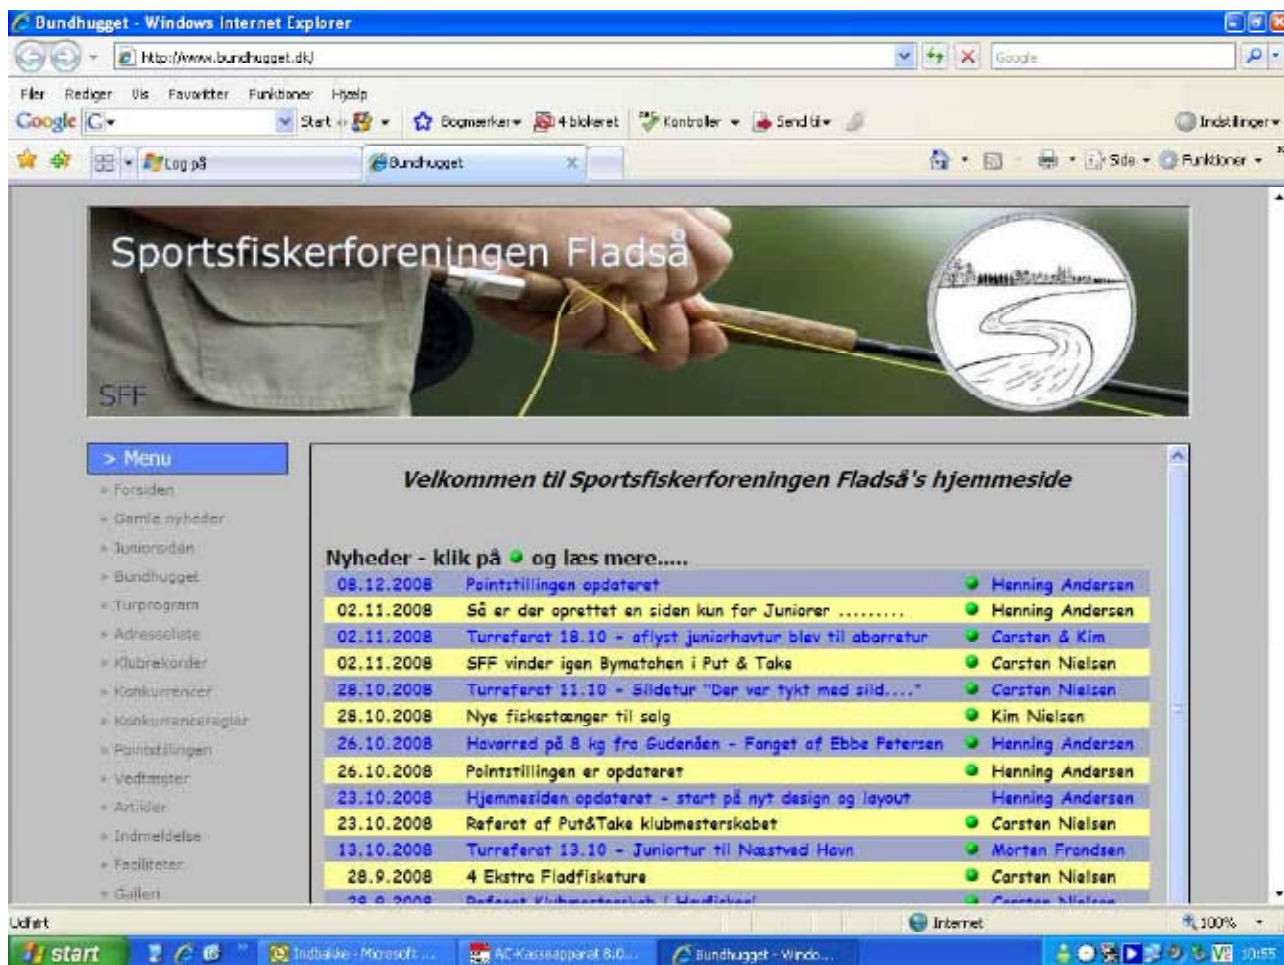 Bundhugget - Windows Internet Explorer
http://www.bundhugget.dk/
Google
Filer Rediger Vis Favoritter Funktioner Hjælp
Google G Start Bogmærker 4 blokeret Kontroller Send til Indstillinger
Log på Bundhugget Side Funktioner
Sportsfiskerforeningen Fladså
SFF
> Menu
» Forsiden
» Gamle nyheder
» Juniorsiden
» Bundhugget
» Turprogram
» Adresseliste
» Klubrekorder
» Konkurrencer
» Konkurrenceregler
» Pointstillingen
» Vedtægter
» Artikler
» Indmeldelse
» Faciliteter
» Galleri
Velkommen til Sportsfiskerforeningen Fladså's hjemmeside
Nyheder - klik på og læs mere.....
08.12.2008 Pointstillingen opdateret Henning Andersen
02.11.2008 Så er der oprettet en siden kun for Juniorer ......... Henning Andersen
02.11.2008 Turreferat 18.10 - aflyst juniorhavtur blev til aborretur Carsten & Kim
02.11.2008 SFF vinder igen Bymatchen i Put & Take Carsten Nielsen
28.10.2008 Turreferat 11.10 - Sildetur "Der var tykt med sild...." Carsten Nielsen
28.10.2008 Nye fiskestænger til salg Kim Nielsen
26.10.2008 Havørred på 8 kg fra Gudenåen - Fanget af Ebbe Petersen Henning Andersen
26.10.2008 Pointstillingen er opdateret Henning Andersen
23.10.2008 Hjemmesiden opdateret - start på nyt design og layout Henning Andersen
23.10.2008 Referat af Put&Take klubmesterskabet Carsten Nielsen
13.10.2008 Turreferat 13.10 - Juniortur til Næstved Havn Morten Frandsen
28.9.2008 4 Ekstra Fladfisketure Carsten Nielsen
28.9.2008 Referat Klubmesterskab i Havfiskeri Carsten Nielsen
Udført Internet 100%
start Indbakke - Microsoft ... AC-Kasseapparat 8.0... Bundhugget - Windo... 10:55